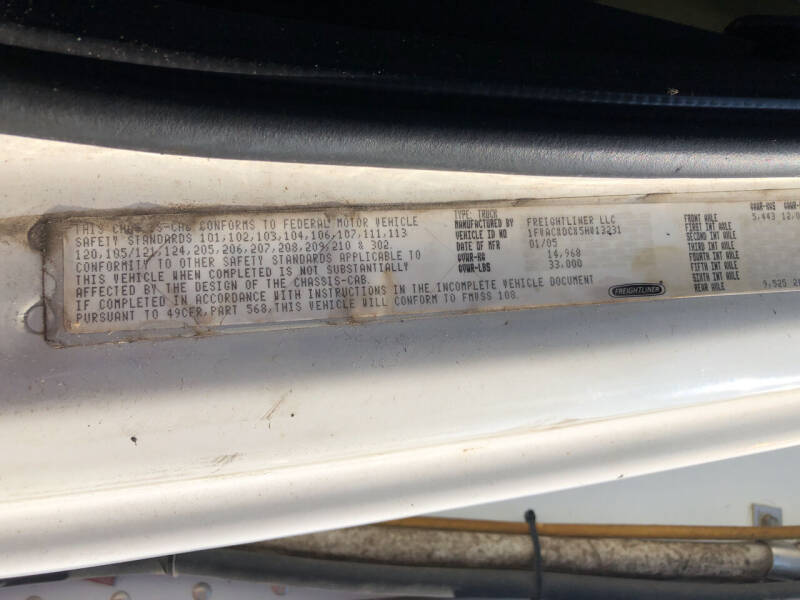 THIS CHASSIS-CAB CONFORMS TO FEDERAL MOTOR VEHICLE
SAFETY STANDARDS 101,102,103,104,106,107,111,113
120,105/121,124,205,206,207,208,209,210 & 302.
CONFORMITY TO OTHER SAFETY STANDARDS APPLICABLE TO
THIS VEHICLE WHEN COMPLETED IS NOT SUBSTANTIALLY
AFFECTED BY THE DESIGN OF THE CHASSIS-CAB.
IF COMPLETED IN ACCORDANCE WITH INSTRUCTIONS IN THE INCOMPLETE VEHICLE DOCUMENT
PURSUANT TO 49CFR,PART 568,THIS VEHICLE WILL CONFORM TO FMVSS 108.
TYPE: TRUCK
MANUFACTURED BY FREIGHTLINER LLC
VEHICLE ID NO
DATE OF MFR 01/05
GVWR-KG 14,968
GVWR-LBS 33,000
FREIGHTLINER
GAWR-KGS
FRONT AXLE 5,443
FIRST INT AXLE
SECOND INT AXLE
THIRD INT AXLE
FOURTH INT AXLE
FIFTH INT AXLE
SIXTH INT AXLE
REAR AXLE 9,525